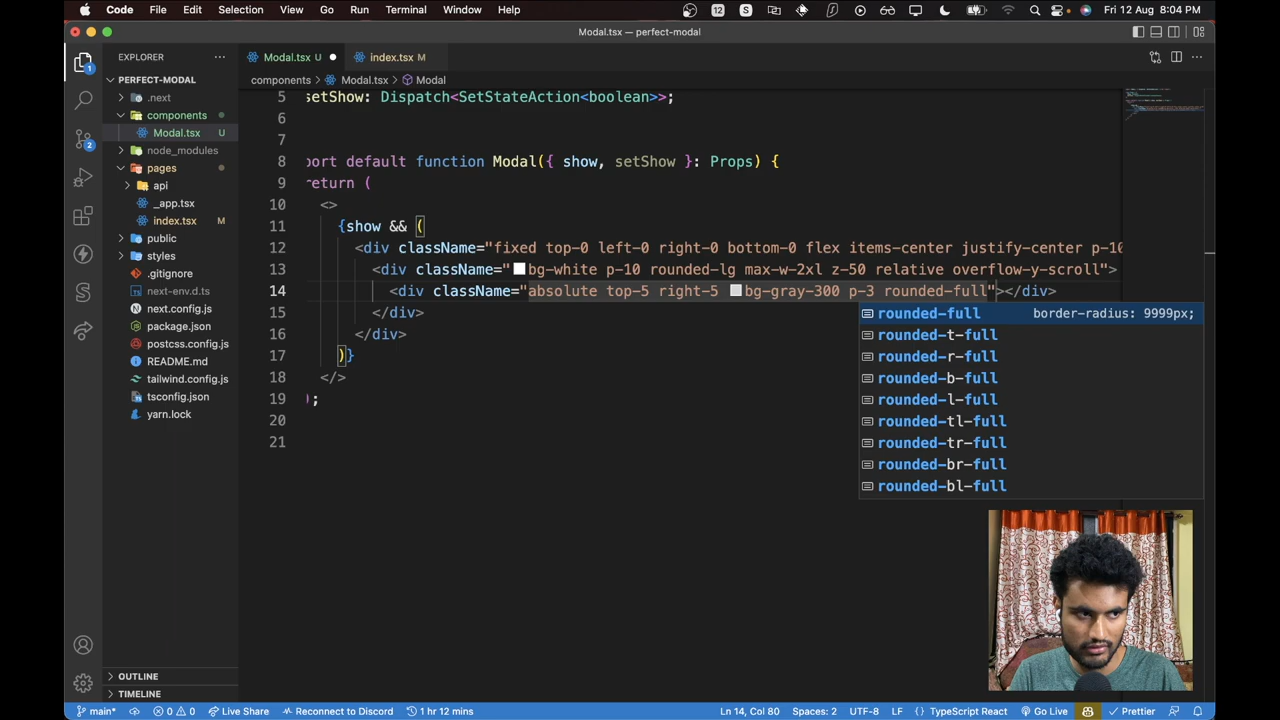 Code File Edit Selection View Go Run Terminal Window Help 12 S Fri 12 Aug 8:04 PM
Modal.tsx — perfect-modal
EXPLORER
Modal.tsx U
index.tsx M
components Modal.tsx Modal
PERFECT-MODAL
.next
components
Modal.tsx U
node_modules
pages
api
_app.tsx
index.tsx M
public
styles
.gitignore
next-env.d.ts
next.config.js
package.json
postcss.config.js
README.md
tailwind.config.js
tsconfig.json
yarn.lock
OUTLINE
TIMELINE
1
2
5 setShow: Dispatch<SetStateAction<boolean>>;
6
7
8 port default function Modal({ show, setShow }: Props) {
9 return (
10 <>
11 {show && (
12 <div className="fixed top-0 left-0 right-0 bottom-0 flex items-center justify-center p-10
13 <div className="bg-white p-10 rounded-lg max-w-2xl z-50 relative overflow-y-scroll">
14 <div className="absolute top-5 right-5 bg-gray-300 p-3 rounded-full"></div>
15 </div>
16 </div>
17 )}
18 </>
19 );
20
21
rounded-full border-radius: 9999px;
rounded-t-full
rounded-r-full
rounded-b-full
rounded-l-full
rounded-tl-full
rounded-tr-full
rounded-br-full
rounded-bl-full
main* 0 0 Live Share Reconnect to Discord 1 hr 12 mins Ln 14, Col 80 Spaces: 2 UTF-8 LF {} TypeScript React Go Live Prettier